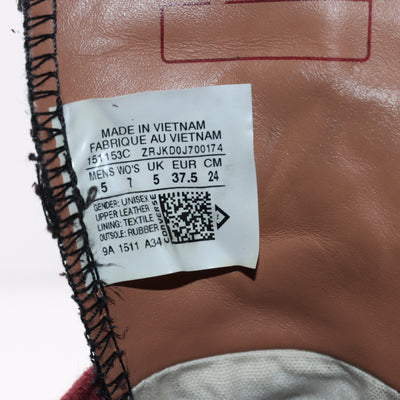 MADE IN VIETNAM
FABRIQUE AU VIETNAM
151153C ZRJKD0J700174
MENS WO'S UK EUR CM
5 7 5 37.5 24
GENDER: UNISEX
UPPER LEATHER
LINING: TEXTILE
OUTSOLE: RUBBER
CONVERSE
9A 1511 A34